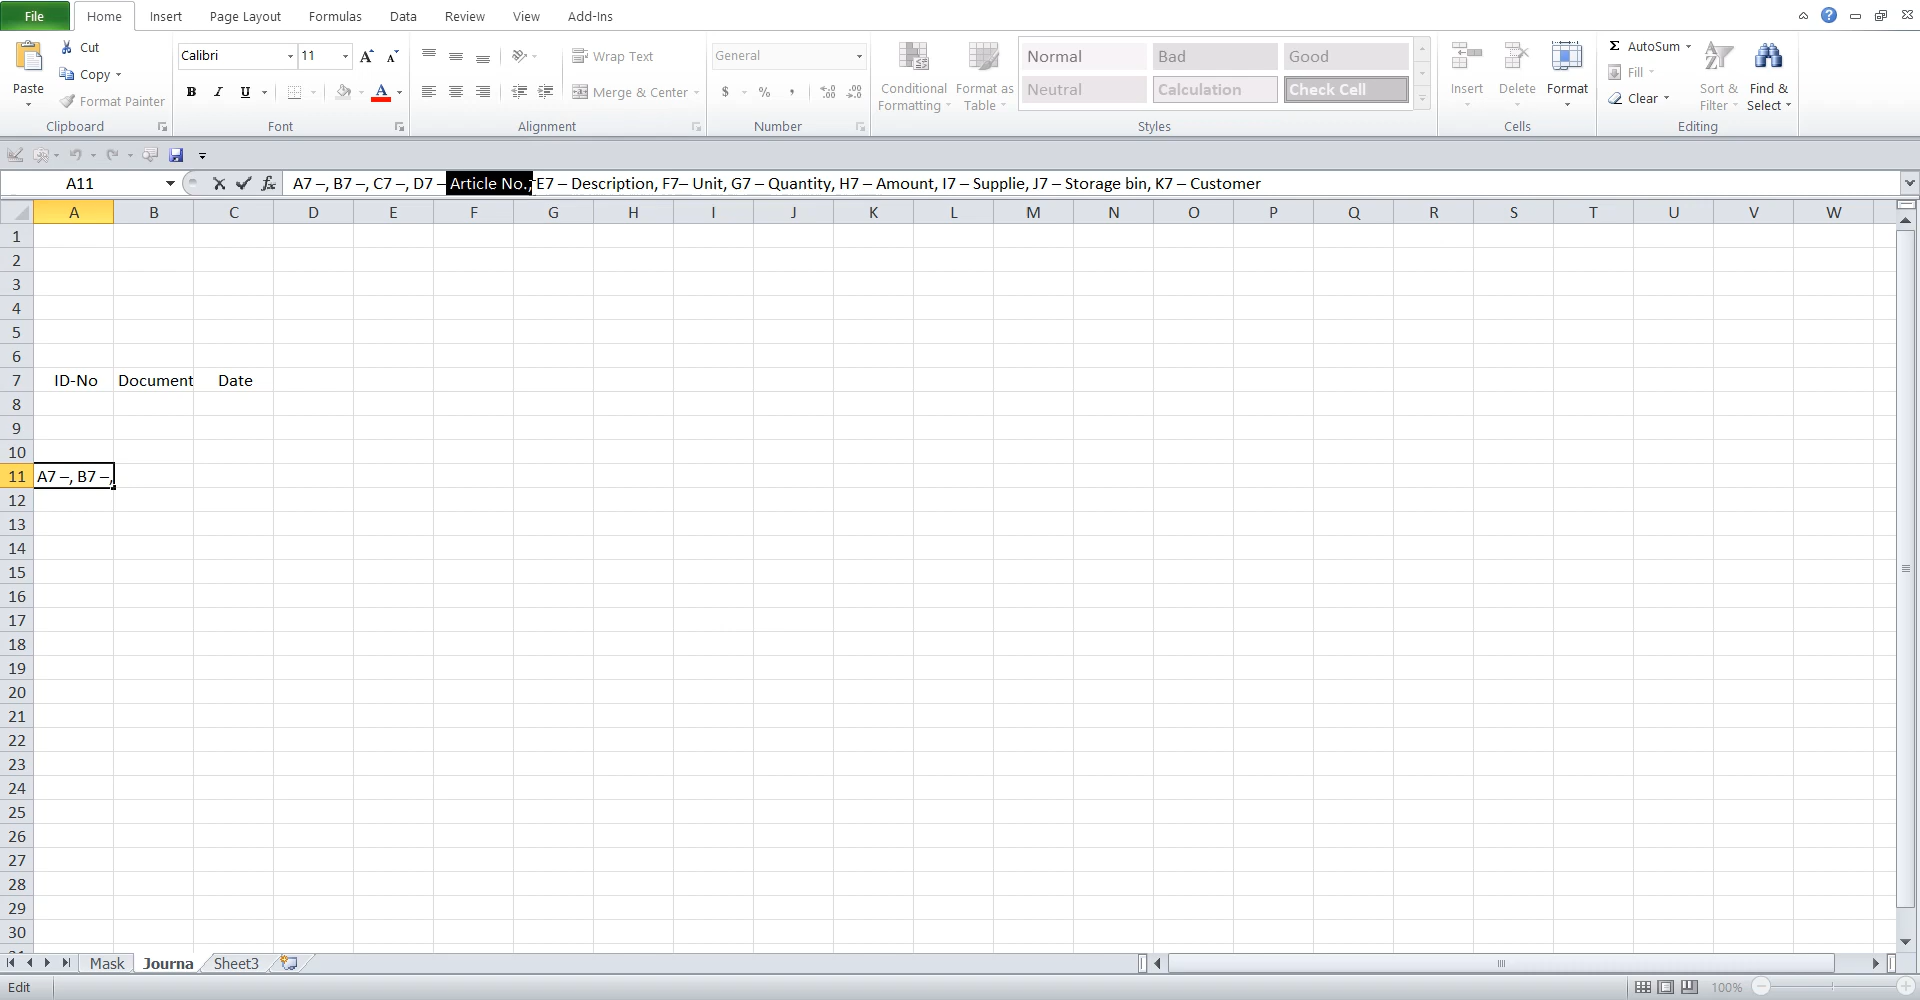 File Home Insert Page Layout Formulas Data Review View Add-Ins
Paste Cut Copy Format Painter
Calibri 11
B I U A
Wrap Text
Merge & Center
General
$ % ,
Conditional Formatting Format as Table
Normal Bad Good
Neutral Calculation Check Cell
Insert Delete Format
Σ AutoSum
Fill
Clear
Sort & Filter Find & Select
Clipboard Font Alignment Number Styles Cells Editing
A11 fx A7 –, B7 –, C7 –, D7 – Article No., E7 – Description, F7– Unit, G7 – Quantity, H7 – Amount, I7 – Supplie, J7 – Storage bin, K7 – Customer
A B C D E F G H I J K L M N O P Q R S T U V W
1
2
3
4
5
6
7 ID-No Document Date
8
9
10
11 A7 –, B7 –,
12
13
14
15
16
17
18
19
20
21
22
23
24
25
26
27
28
29
30
Mask Journa Sheet3
Edit 100%